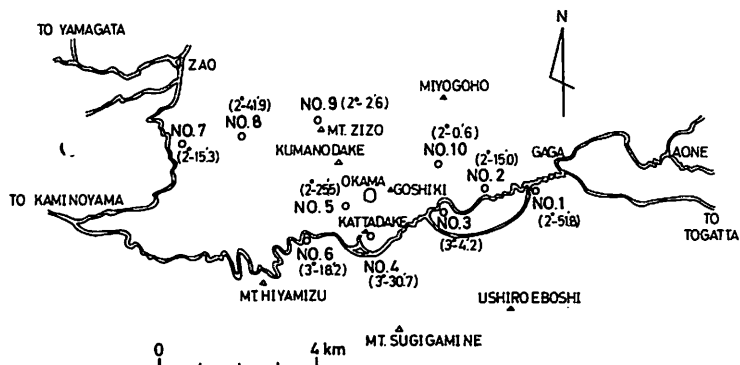 TO YAMAGATA
ZAO
N
MIYOGOHO
NO.9 (2°-2.'6)
MT. ZIZO
(2°-41.'9)
NO.8
NO.7
(2°-15.'3)
KUMANODAKE
(2°-0.'6)
NO.10
(2°-15.'0)
NO.2
GAGA
AONE
(2°-25.'5)
NO.5
OKAMA
GOSHIKI
NO.1
(2°-51.'8)
TO KAMINOYAMA
KATTADAKE
NO.3
(3°-4.'2)
TO
TOGATTA
NO.6
(3°-18.'2)
NO.4
(3°-30.'7)
MT. HIYAMIZU
USHIROEBOSHI
MT. SUGIGAMINE
0 4 km